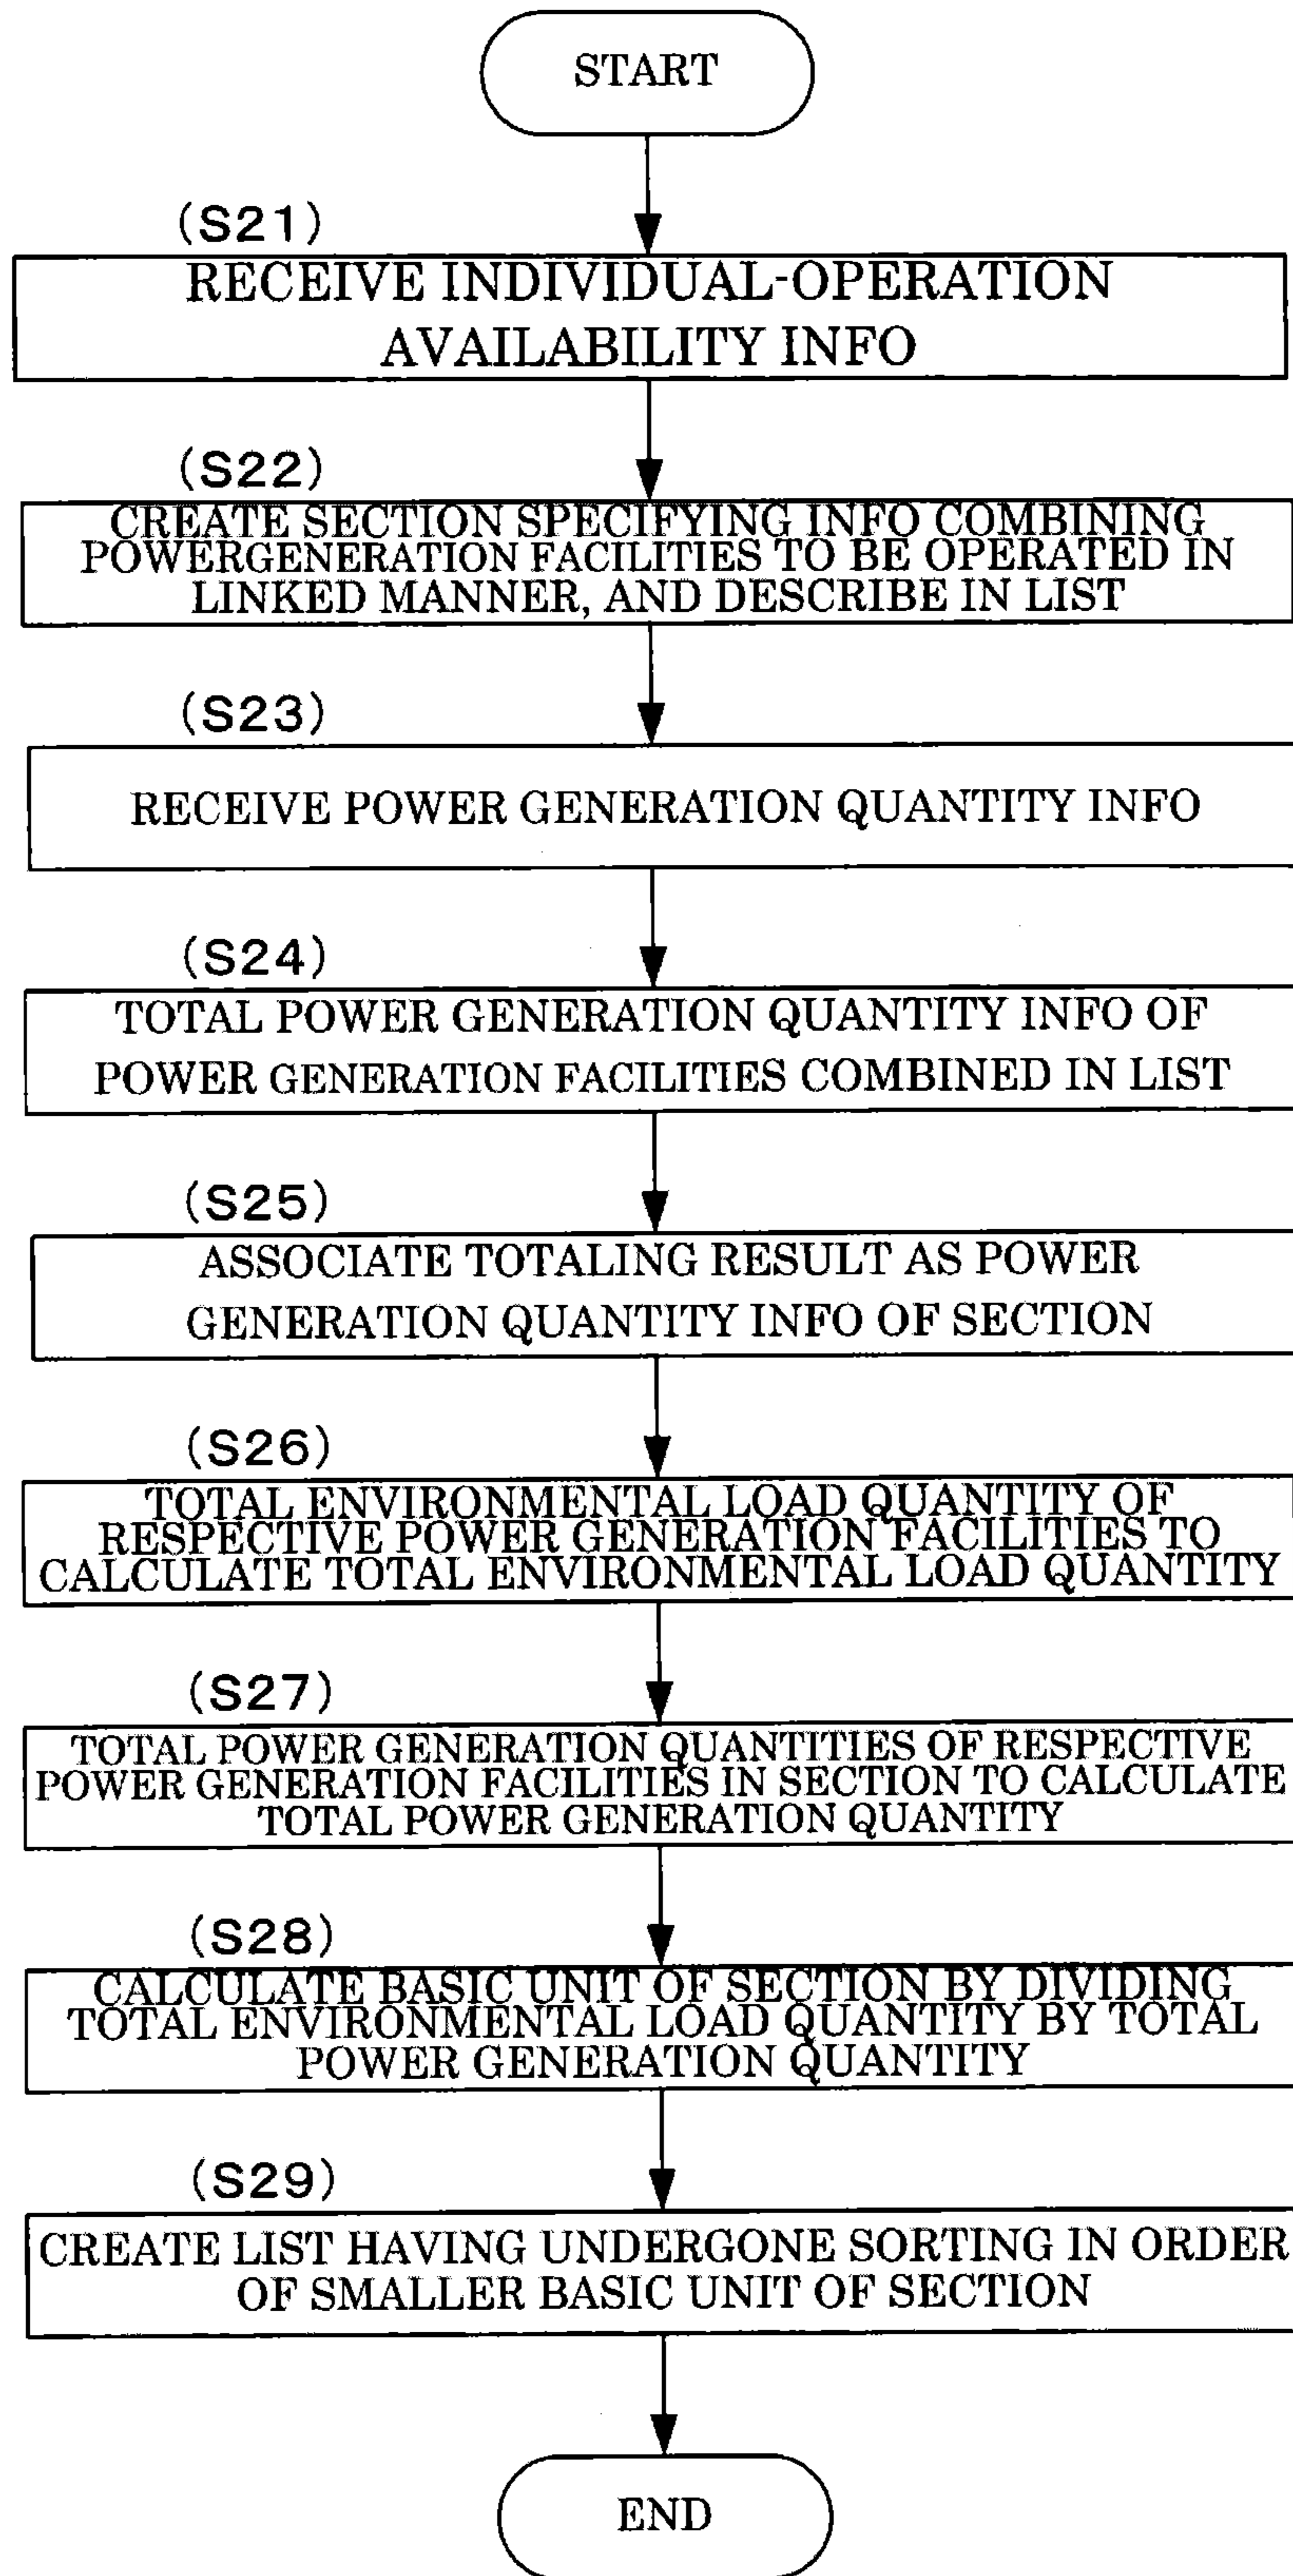 START
(S21)
RECEIVE INDIVIDUAL-OPERATION
AVAILABILITY INFO
(S22)
CREATE SECTION SPECIFYING INFO COMBINING
POWERGENERATION FACILITIES TO BE OPERATED IN
LINKED MANNER, AND DESCRIBE IN LIST
(S23)
RECEIVE POWER GENERATION QUANTITY INFO
(S24)
TOTAL POWER GENERATION QUANTITY INFO OF
POWER GENERATION FACILITIES COMBINED IN LIST
(S25)
ASSOCIATE TOTALING RESULT AS POWER
GENERATION QUANTITY INFO OF SECTION
(S26)
TOTAL ENVIRONMENTAL LOAD QUANTITY OF
RESPECTIVE POWER GENERATION FACILITIES TO
CALCULATE TOTAL ENVIRONMENTAL LOAD QUANTITY
(S27)
TOTAL POWER GENERATION QUANTITIES OF RESPECTIVE
POWER GENERATION FACILITIES IN SECTION TO CALCULATE
TOTAL POWER GENERATION QUANTITY
(S28)
CALCULATE BASIC UNIT OF SECTION BY DIVIDING
TOTAL ENVIRONMENTAL LOAD QUANTITY BY TOTAL
POWER GENERATION QUANTITY
(S29)
CREATE LIST HAVING UNDERGONE SORTING IN ORDER
OF SMALLER BASIC UNIT OF SECTION
END